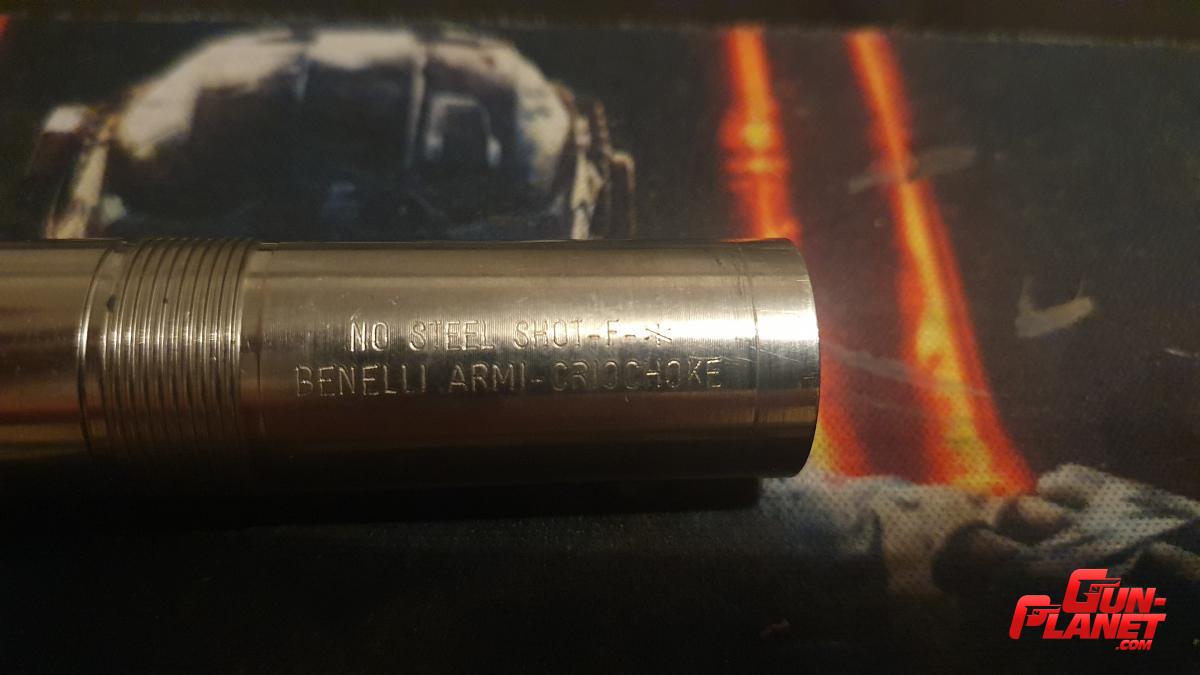 NO STEEL SHOT-F-*
BENELLI ARMI-CRIOCHOKE
GUN-
PLANET
.COM